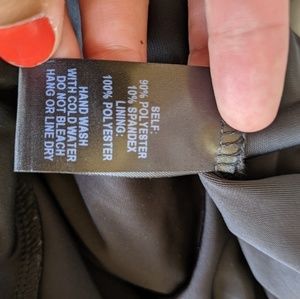 SELF:
90% POLYESTER
10% SPANDEX
LINING:
100% POLYESTER
HAND WASH
WITH COLD WATER
DO NOT BLEACH
HANG OR LINE DRY